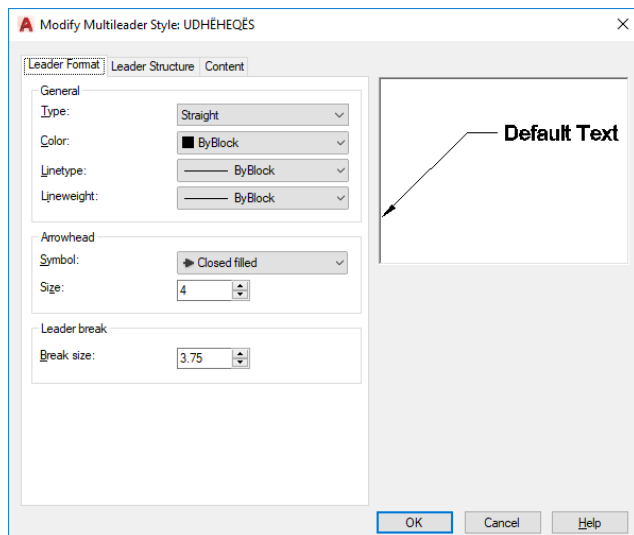 Modify Multileader Style: UDHËHEQËS
Leader Format Leader Structure Content
General
Type: Straight
Color: ByBlock
Linetype: ByBlock
Lineweight: ByBlock
Arrowhead
Symbol: Closed filled
Size: 4
Leader break
Break size: 3.75
Default Text
OK Cancel Help